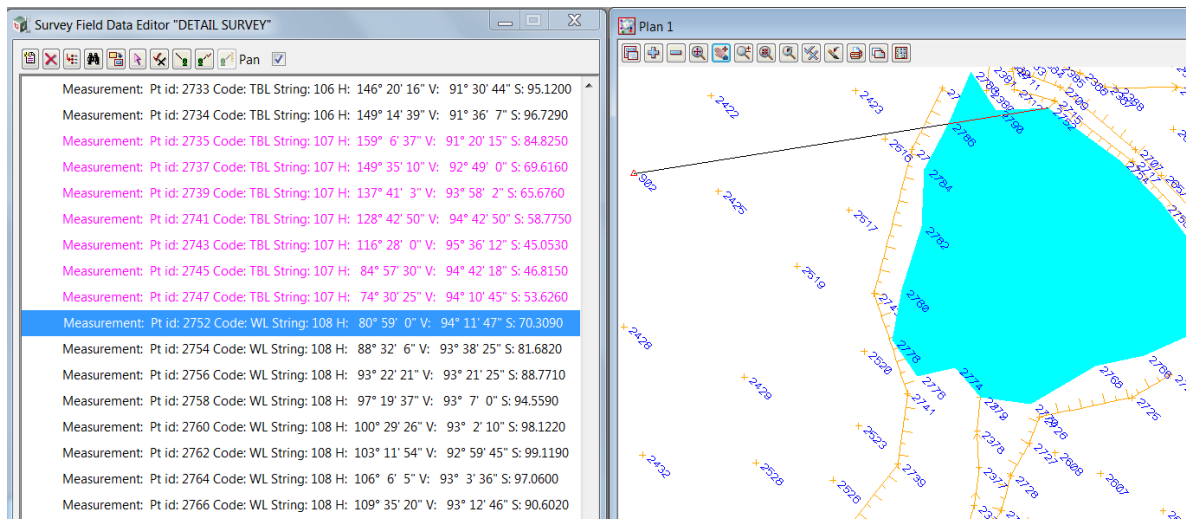 Survey Field Data Editor "DETAIL SURVEY"
Pan
Measurement: Pt id: 2733 Code: TBL String: 106 H: 146° 20' 16" V: 91° 30' 44" S: 95.1200
Measurement: Pt id: 2734 Code: TBL String: 106 H: 149° 14' 39" V: 91° 36' 7" S: 96.7290
Measurement: Pt id: 2735 Code: TBL String: 107 H: 159° 6' 37" V: 91° 20' 15" S: 84.8250
Measurement: Pt id: 2737 Code: TBL String: 107 H: 149° 35' 10" V: 92° 49' 0" S: 69.6160
Measurement: Pt id: 2739 Code: TBL String: 107 H: 137° 41' 3" V: 93° 58' 2" S: 65.6760
Measurement: Pt id: 2741 Code: TBL String: 107 H: 128° 42' 50" V: 94° 42' 50" S: 58.7750
Measurement: Pt id: 2743 Code: TBL String: 107 H: 116° 28' 0" V: 95° 36' 12" S: 45.0530
Measurement: Pt id: 2745 Code: TBL String: 107 H: 84° 57' 30" V: 94° 42' 18" S: 46.8150
Measurement: Pt id: 2747 Code: TBL String: 107 H: 74° 30' 25" V: 94° 10' 45" S: 53.6260
Measurement: Pt id: 2752 Code: WL String: 108 H: 80° 59' 0" V: 94° 11' 47" S: 70.3090
Measurement: Pt id: 2754 Code: WL String: 108 H: 88° 32' 6" V: 93° 38' 25" S: 81.6820
Measurement: Pt id: 2756 Code: WL String: 108 H: 93° 22' 21" V: 93° 21' 25" S: 88.7710
Measurement: Pt id: 2758 Code: WL String: 108 H: 97° 19' 37" V: 93° 7' 0" S: 94.5590
Measurement: Pt id: 2760 Code: WL String: 108 H: 100° 29' 26" V: 93° 2' 10" S: 98.1220
Measurement: Pt id: 2762 Code: WL String: 108 H: 103° 11' 54" V: 92° 59' 45" S: 99.1190
Measurement: Pt id: 2764 Code: WL String: 108 H: 106° 6' 5" V: 93° 3' 36" S: 97.0600
Measurement: Pt id: 2766 Code: WL String: 108 H: 109° 35' 20" V: 93° 12' 46" S: 90.6020
Plan 1
2422
2423
2786
2790
2715
2752
2709
2516
2707
2717
2754
902
2784
2425
2517
2782
2519
2780
2428
2778
2520
2776
2774
2768
2766
2429
2741
2379
2725
2523
2378
2727
2608
2432
2528
2739
2377
2607
2526
2728